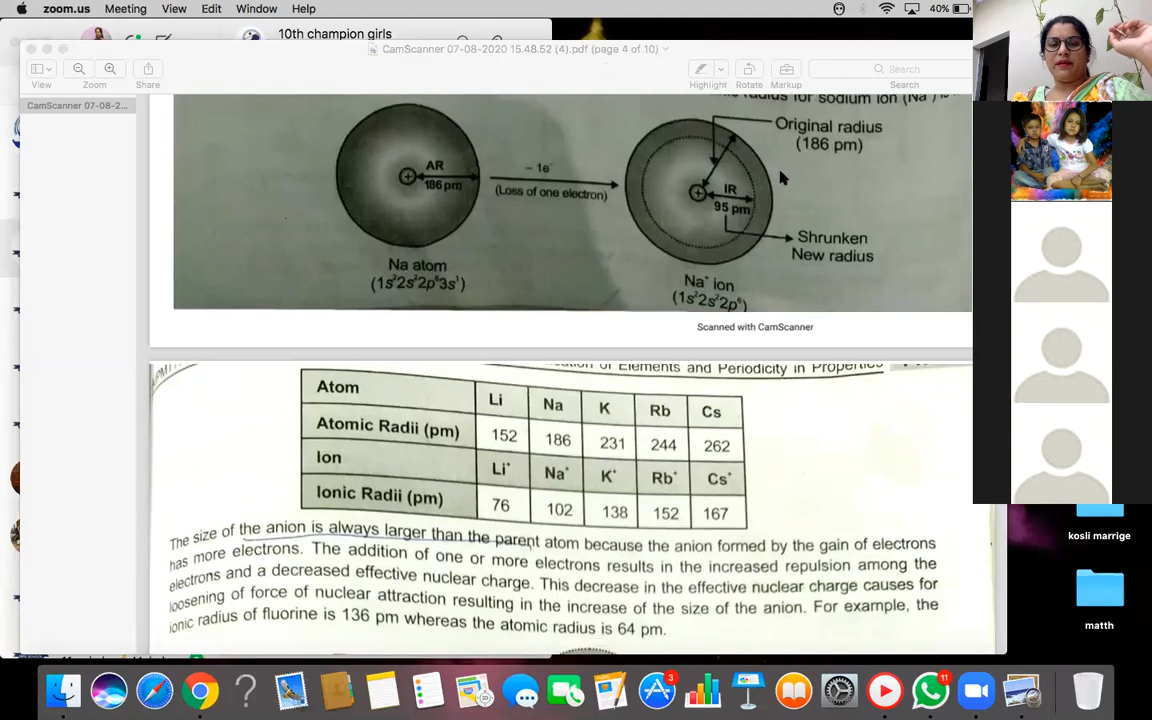 zoom.us Meeting View Edit Window Help
40%
10th champion girls
CamScanner 07-08-2020 15.48.52 (4).pdf (page 4 of 10)
View Zoom Share Highlight Rotate Markup Search
Search
CamScanner 07-08-2...
radius for sodium ion (Na
Original radius
(186 pm)
AR
186 pm
– 1e⁻
(Loss of one electron)
IR
95 pm
Shrunken
New radius
Na atom
(1s²2s²2p⁶3s¹)
Na⁺ ion
(1s²2s²2p⁶)
Scanned with CamScanner
of Elements and Periodicity in Properties
Atom Li Na K Rb Cs
Atomic Radii (pm) 152 186 231 244 262
Ion Li⁺ Na⁺ K⁺ Rb⁺ Cs⁺
Ionic Radii (pm) 76 102 138 152 167
The size of the anion is always larger than the parent atom because the anion formed by the gain of electrons
has more electrons. The addition of one or more electrons results in the increased repulsion among the
electrons and a decreased effective nuclear charge. This decrease in the effective nuclear charge causes for
loosening of force of nuclear attraction resulting in the increase of the size of the anion. For example, the
ionic radius of fluorine is 136 pm whereas the atomic radius is 64 pm.
kosli marrige
matth
3
11